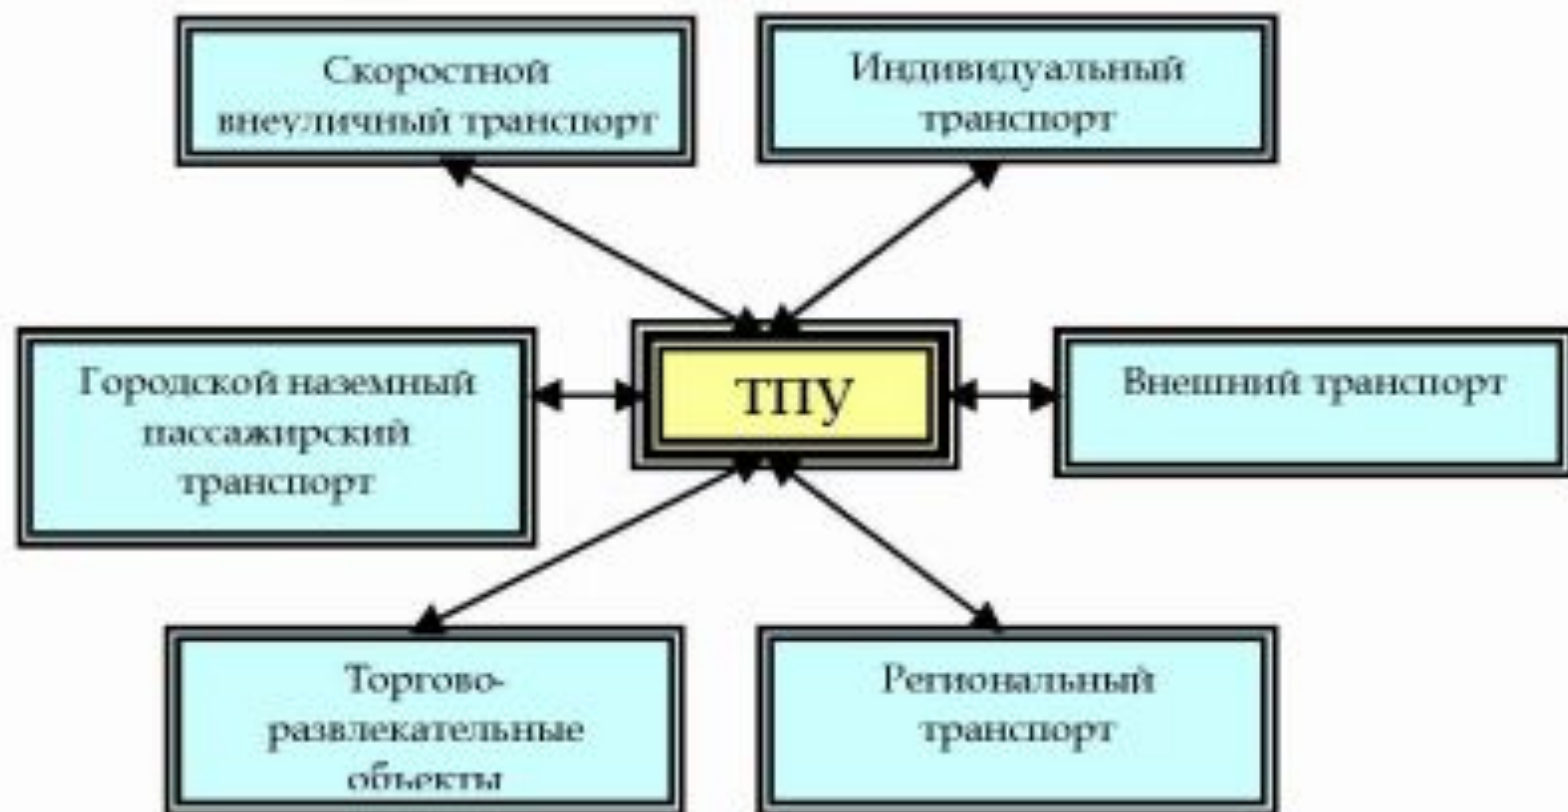 Скоростной
внеуличный транспорт
Индивидуальный
транспорт
Городской наземный
пассажирский
транспорт
ТПУ
Внешний транспорт
Торгово-
развлекательные
объекты
Региональный
транспорт